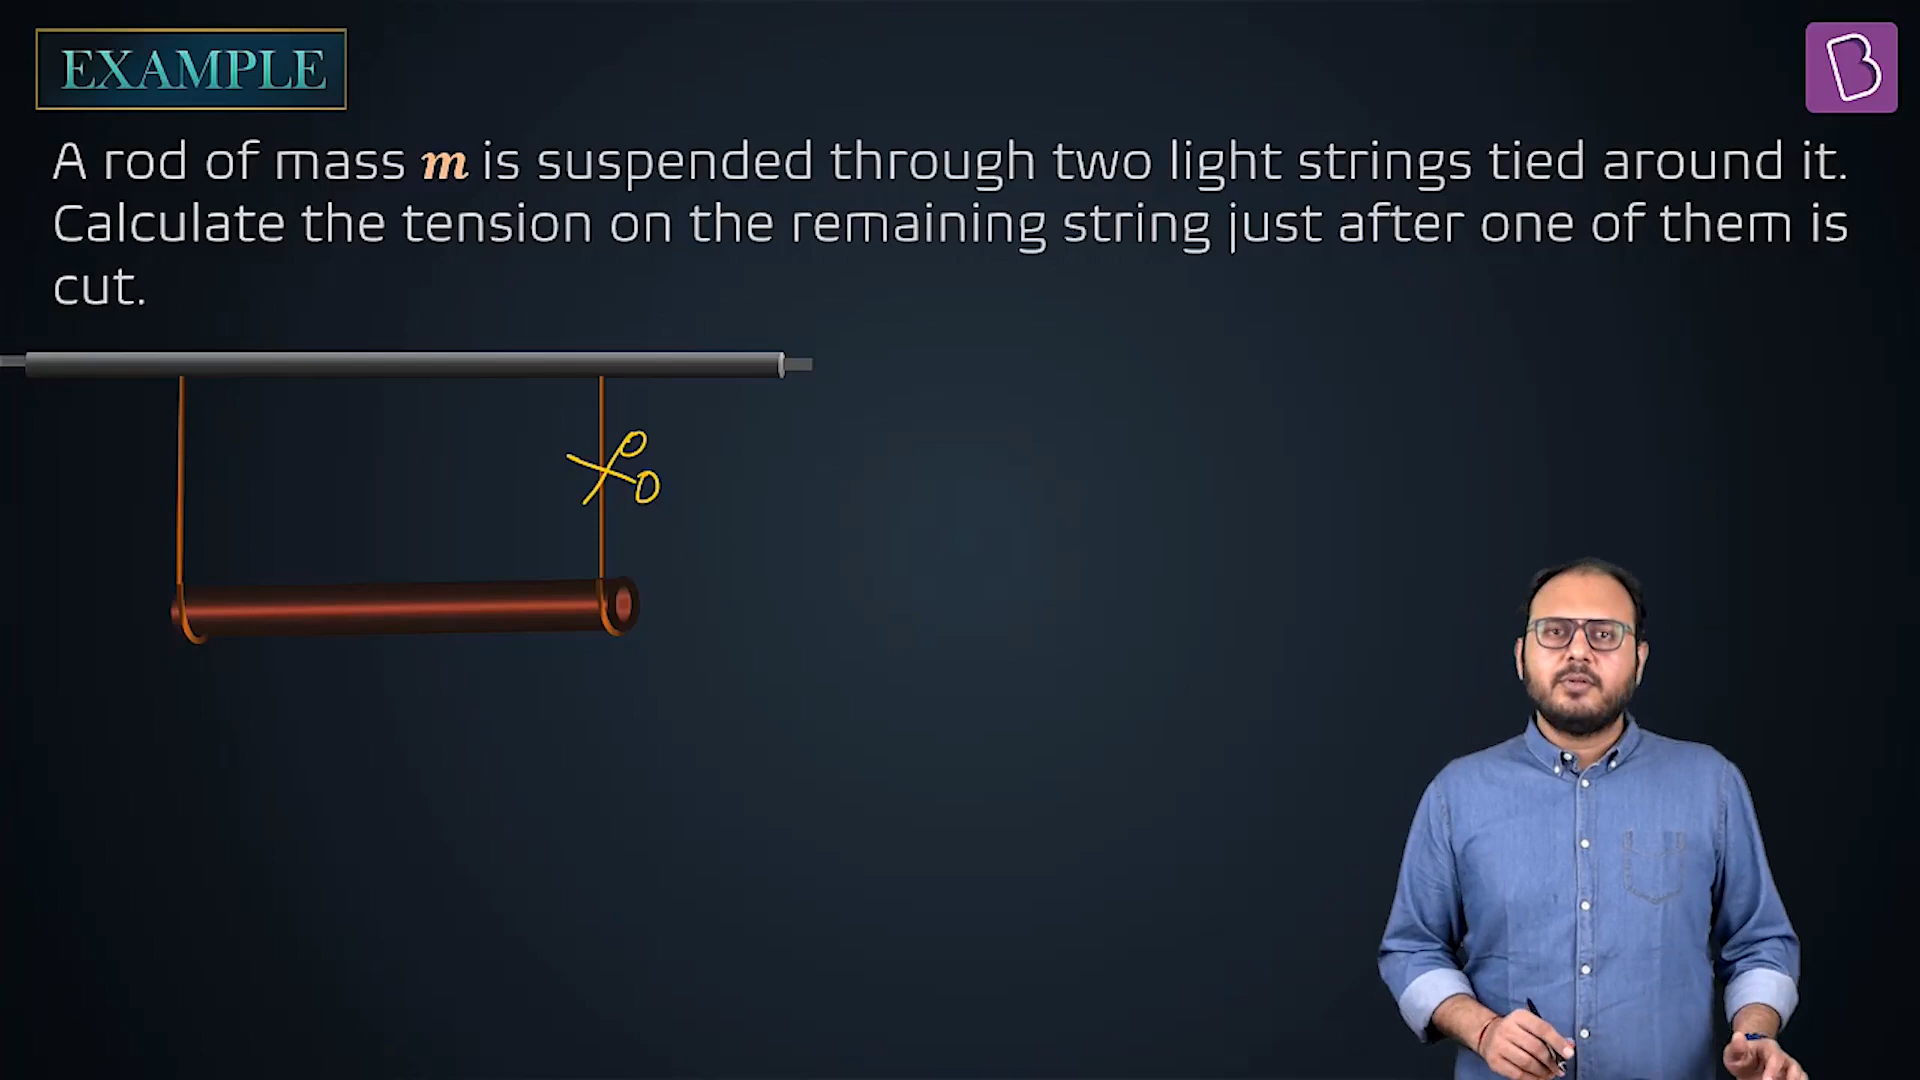 EXAMPLE
B
A rod of mass m is suspended through two light strings tied around it.
Calculate the tension on the remaining string just after one of them is
cut.